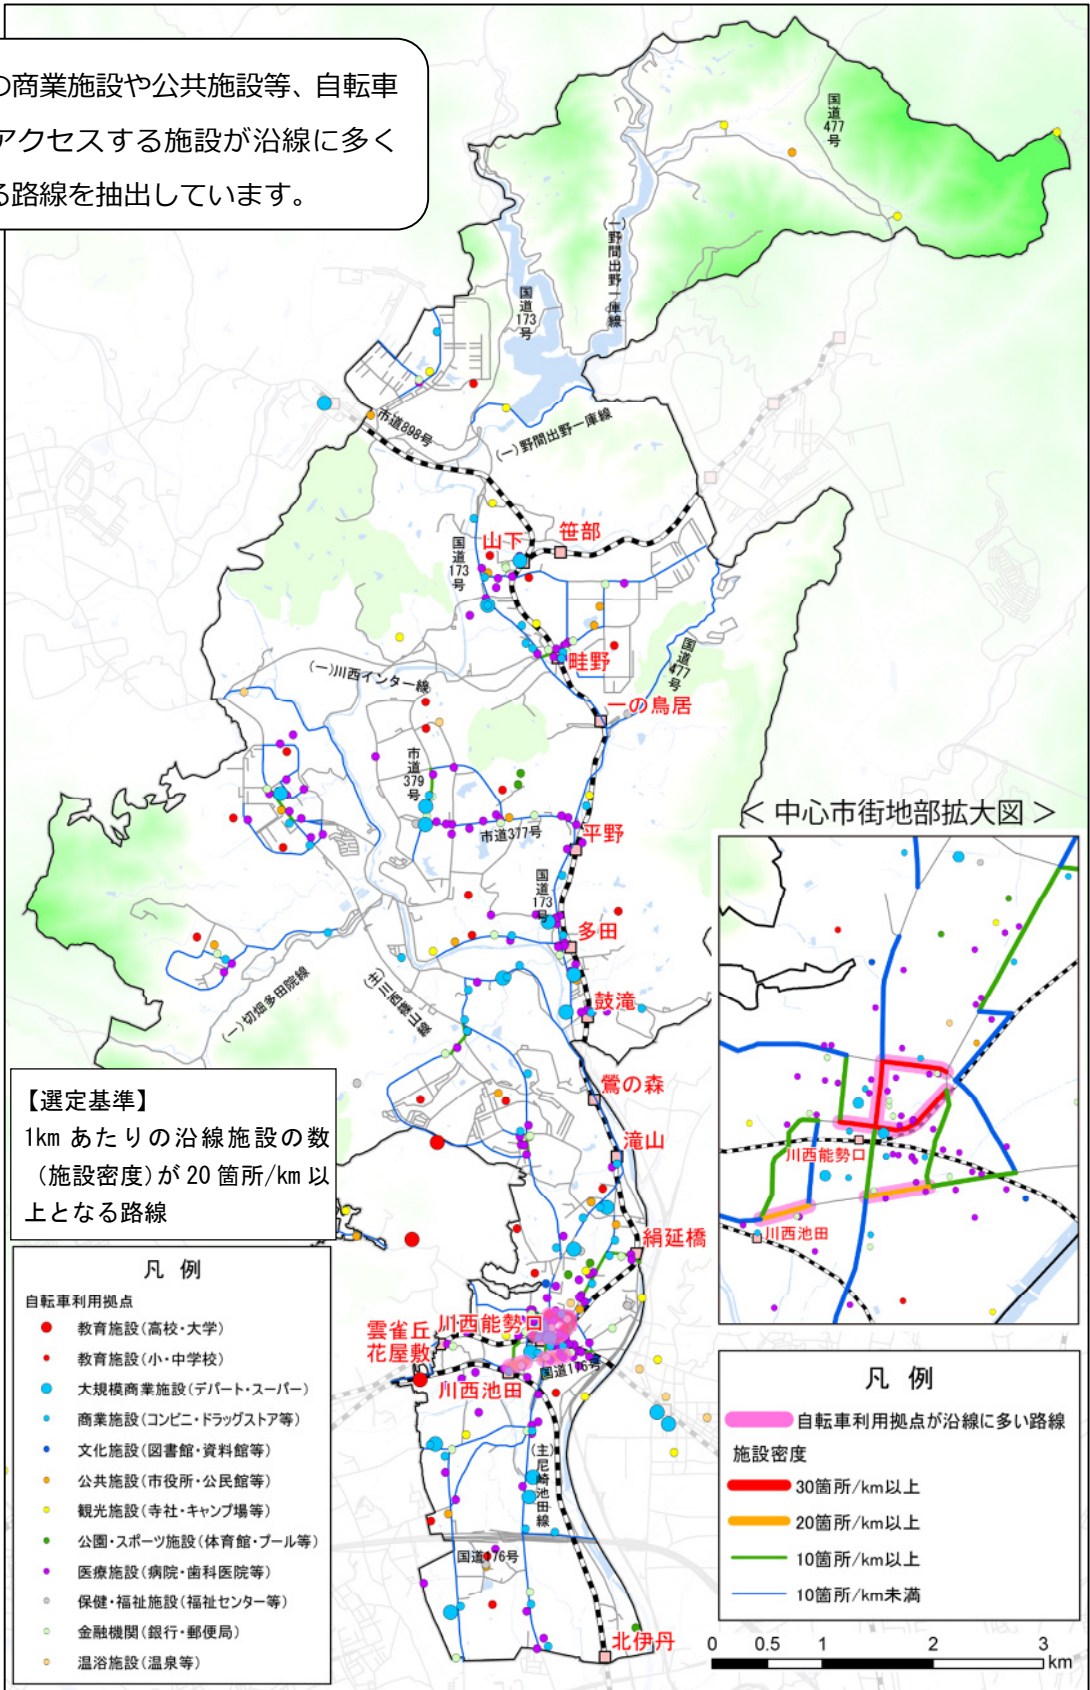 の商業施設や公共施設等、自転車
アクセスする施設が沿線に多く
る路線を抽出しています。
国道477号
(一)野間出野一庫線
国道173号
市道898号
(一)野間出野一庫線
山下
笹部
国道173号
畦野
国道477号
(一)川西インター線
一の鳥居
市道379号
市道377号
平野
国道173号
多田
(一)切畑多田院線
(主)川西篠山線
鼓滝
鶯の森
滝山
絹延橋
雲雀丘
花屋敷
川西能勢口
国道176号
川西池田
(主)尼崎池田線
国道176号
北伊丹
<中心市街地部拡大図>
川西能勢口
川西池田
【選定基準】
1km あたりの沿線施設の数
(施設密度)が 20 箇所/km 以
上となる路線
凡 例
自転車利用拠点
教育施設(高校・大学)
教育施設(小・中学校)
大規模商業施設(デパート・スーパー)
商業施設(コンビニ・ドラッグストア等)
文化施設(図書館・資料館等)
公共施設(市役所・公民館等)
観光施設(寺社・キャンプ場等)
公園・スポーツ施設(体育館・プール等)
医療施設(病院・歯科医院等)
保健・福祉施設(福祉センター等)
金融機関(銀行・郵便局)
温浴施設(温泉等)
凡 例
自転車利用拠点が沿線に多い路線
施設密度
30箇所/km以上
20箇所/km以上
10箇所/km以上
10箇所/km未満
0 0.5 1 2 3
km